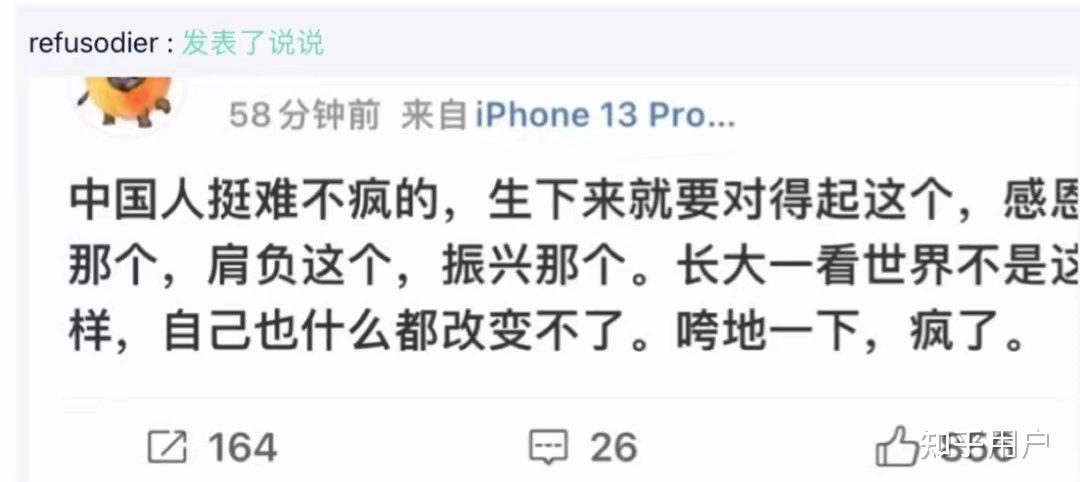 refusodier : 发表了说说
58分钟前 来自 iPhone 13 Pro...
中国人挺难不疯的，生下来就要对得起这个，感恩
那个，肩负这个，振兴那个。长大一看世界不是这
样，自己也什么都改变不了。咵地一下，疯了。
164 26
知乎用户